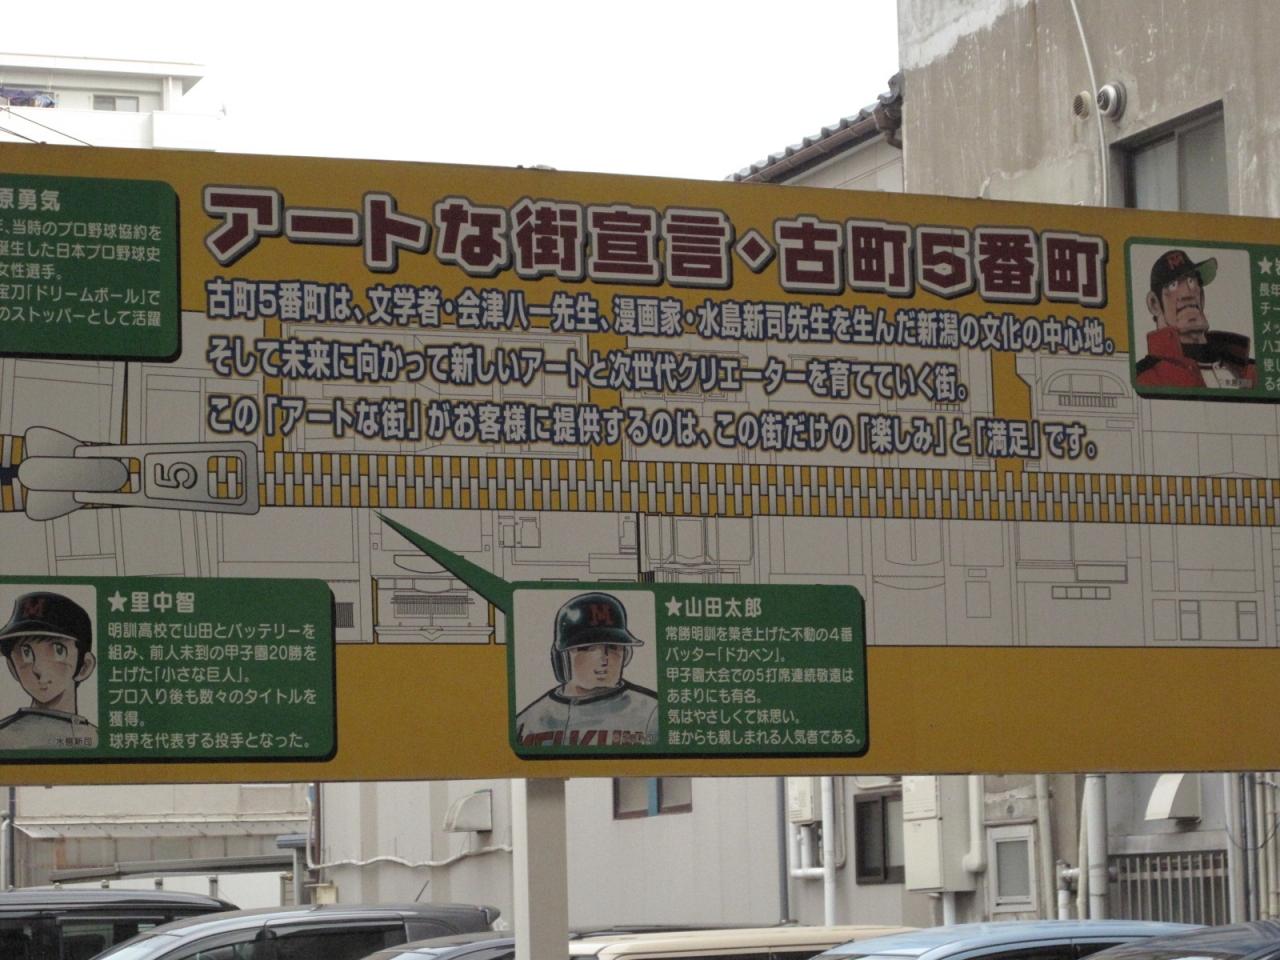 原勇気
、当時のプロ野球協約を
誕生した日本プロ野球史
女性選手。
宝刀「ドリームボール」で
のストッパーとして活躍
アートな街宣言・古町5番町
古町5番町は、文学者・会津八一先生、漫画家・水島新司先生を生んだ新潟の文化の中心地。
そして未来に向かって新しいアートと次世代クリエーターを育てていく街。
この「アートな街」がお客様に提供するのは、この街だけの「楽しみ」と「満足」です。
5
★里中智
明訓高校で山田とバッテリーを
組み、前人未到の甲子園20勝を
上げた「小さな巨人」。
プロ入り後も数々のタイトルを
獲得。
球界を代表する投手となった。
©水島新司
M
★山田太郎
常勝明訓を築き上げた不動の4番
バッター「ドカベン」。
甲子園大会での5打席連続敬遠は
あまりにも有名。
気はやさしくて妹思い。
誰からも親しまれる人気者である。
M
★
長年
チー
メッ
ハエ
使し